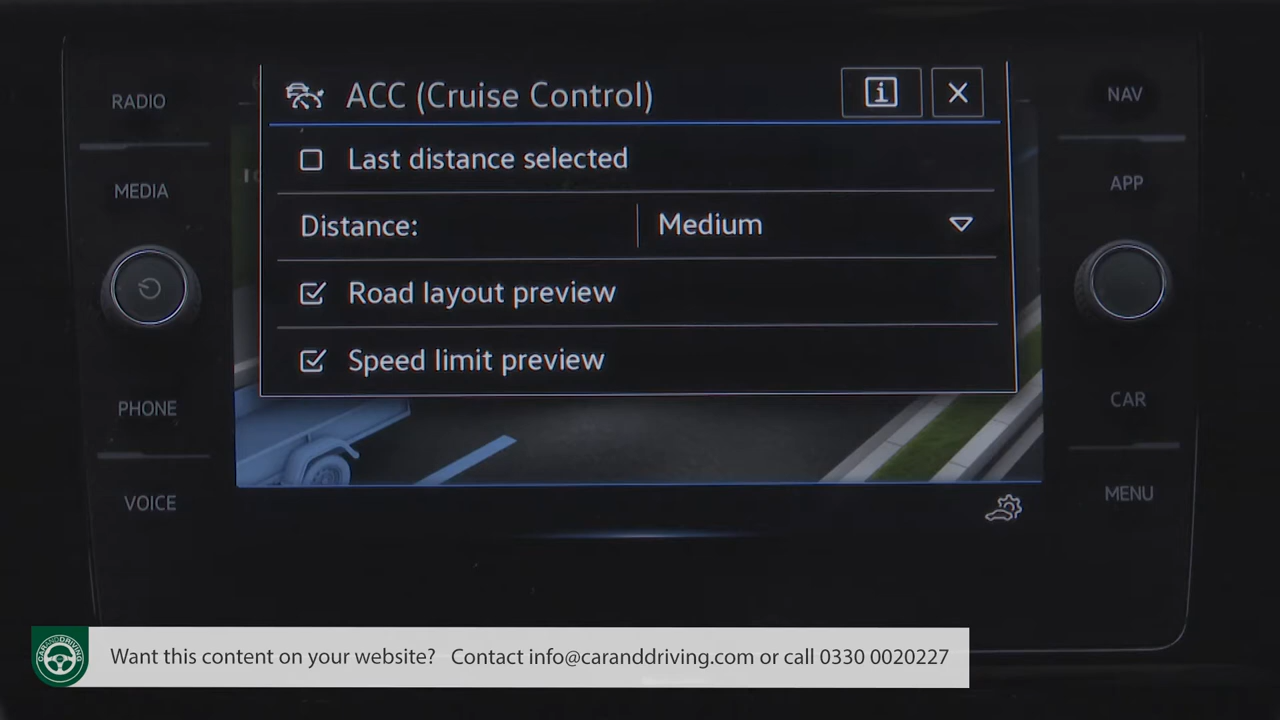 RADIO
MEDIA
PHONE
VOICE
ACC (Cruise Control)
i
Last distance selected
Distance:
Medium
Road layout preview
Speed limit preview
NAV
APP
CAR
MENU
CARANDDRIVING
Want this content on your website? Contact info@caranddriving.com or call 0330 0020227